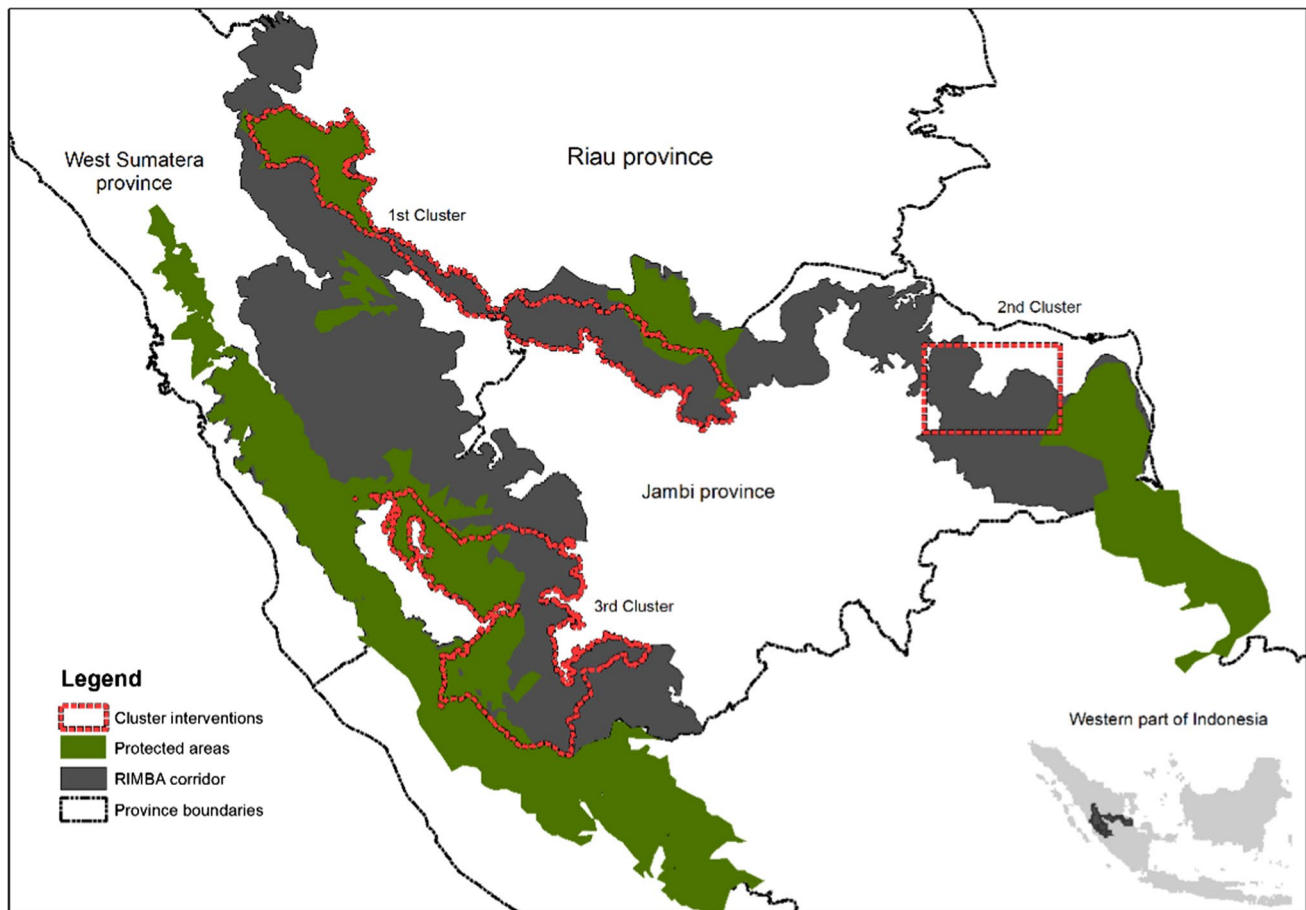 West Sumatera
province
Riau province
1st Cluster
2nd Cluster
Jambi province
3rd Cluster
Legend
Cluster interventions
Protected areas
RIMBA corridor
Province boundaries
Western part of Indonesia